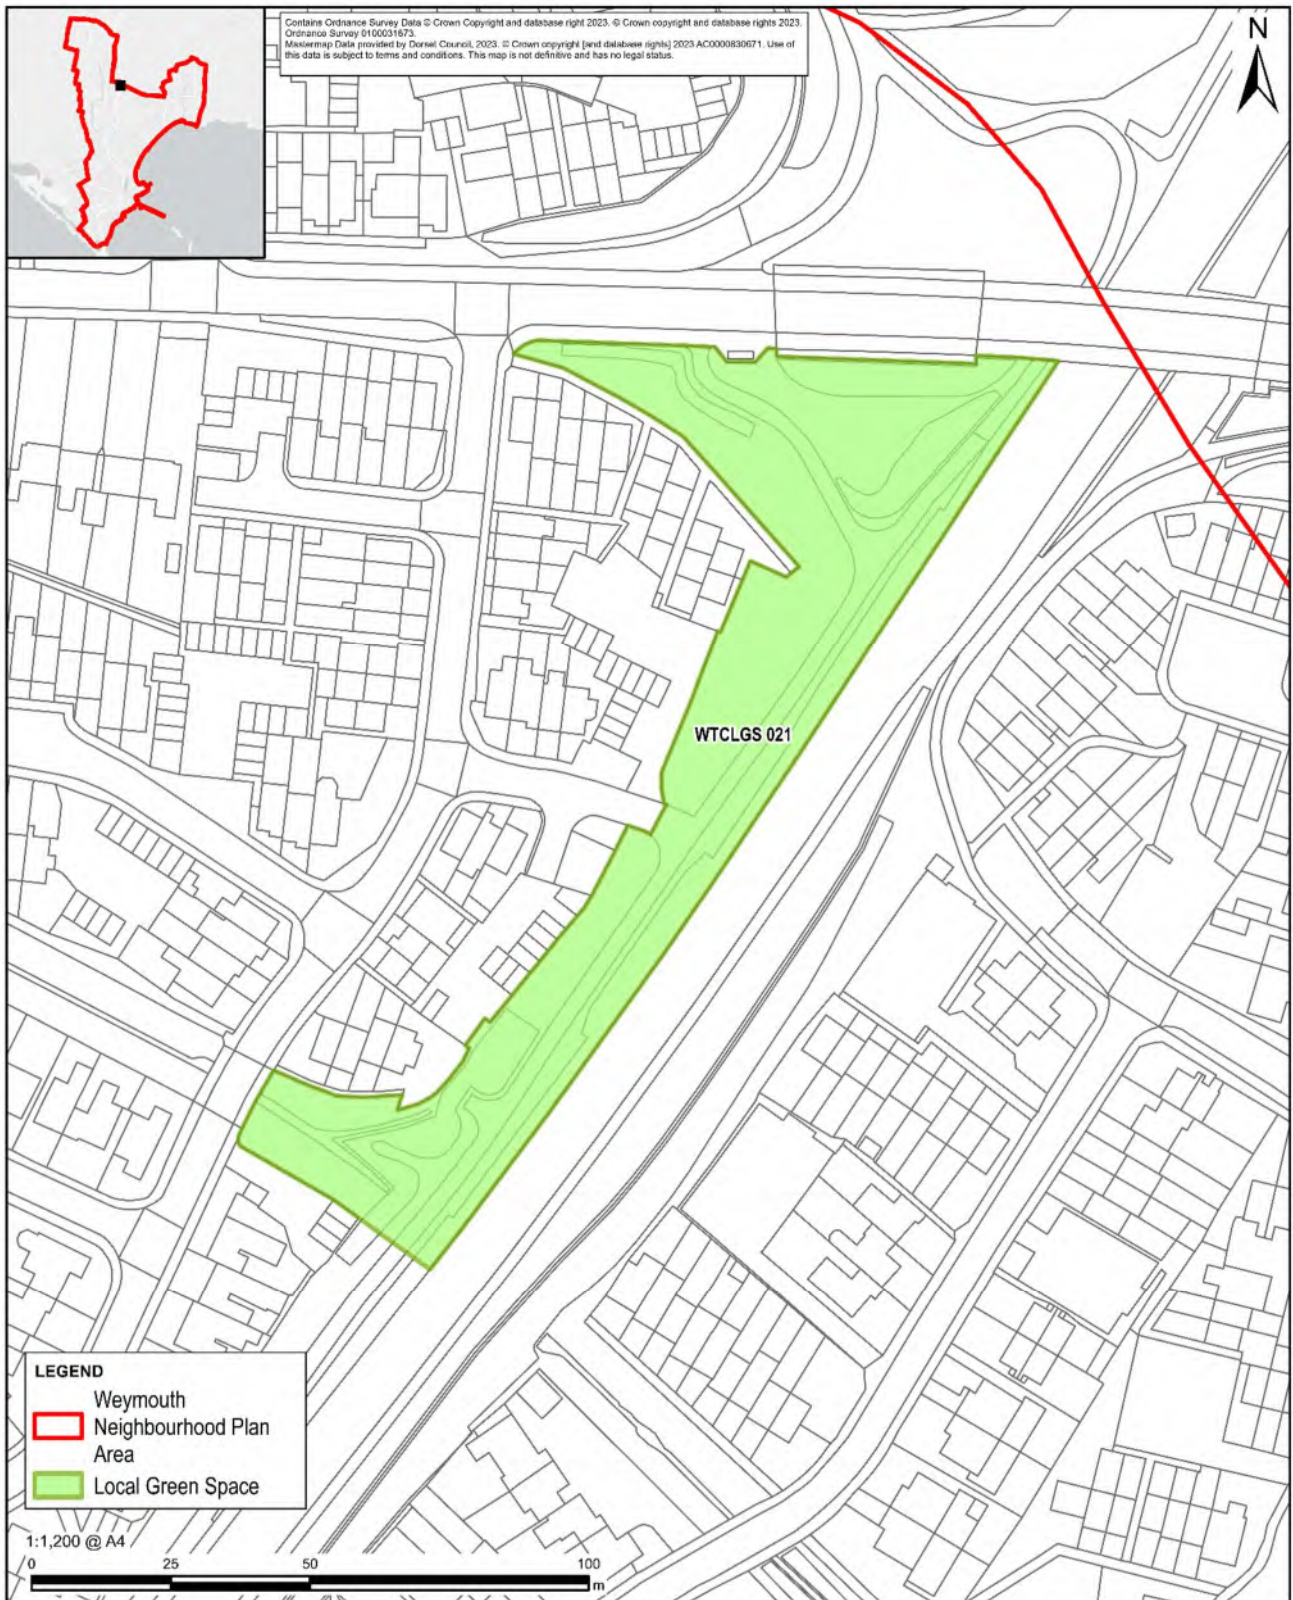 Contains Ordnance Survey Data © Crown Copyright and database right 2023. © Crown copyright and database rights 2023.
Ordnance Survey 0100031673.
Mastermap Data provided by Dorset Council, 2023. © Crown copyright [and database rights] 2023 AC0000830671. Use of
this data is subject to terms and conditions. This map is not definitive and has no legal status.
N
WTCLGS 021
LEGEND
Weymouth
Neighbourhood Plan
Area
Local Green Space
1:1,200 @ A4
0 25 50 100
m